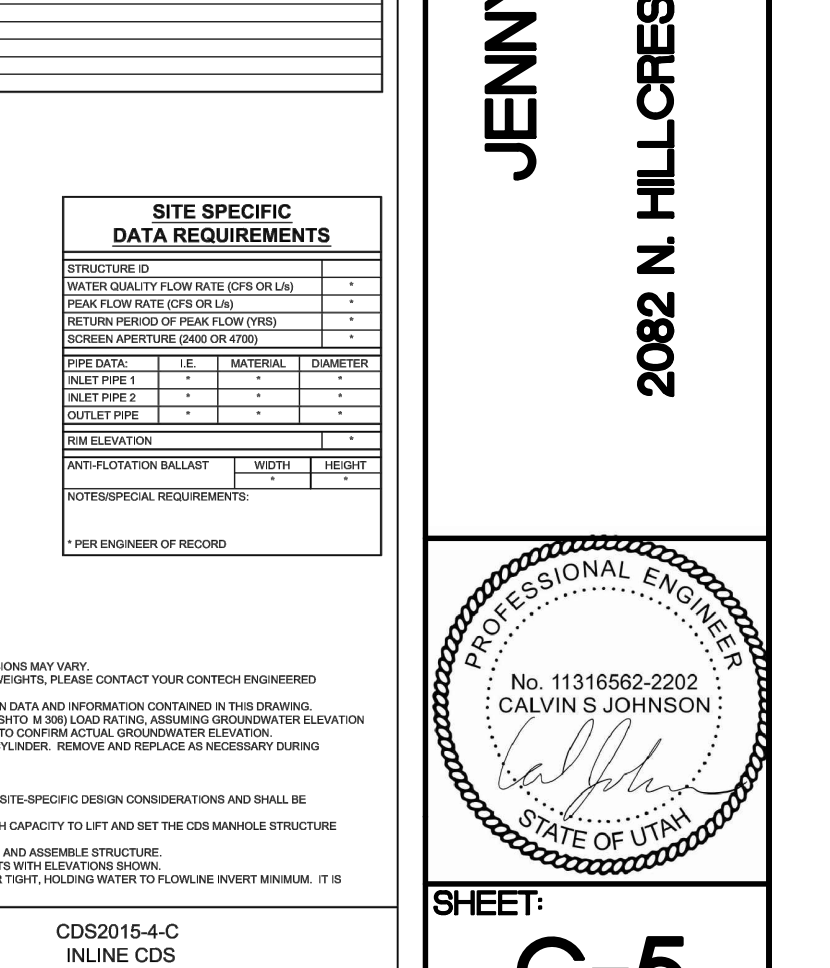 SITE SPECIFIC
DATA REQUIREMENTS
STRUCTURE ID
WATER QUALITY FLOW RATE (CFS OR L/s) *
PEAK FLOW RATE (CFS OR L/s) *
RETURN PERIOD OF PEAK FLOW (YRS) *
SCREEN APERTURE (2400 OR 4700) *
PIPE DATA: I.E. MATERIAL DIAMETER
INLET PIPE 1 * * *
INLET PIPE 2 * * *
OUTLET PIPE * * *
RIM ELEVATION *
ANTI-FLOTATION BALLAST WIDTH HEIGHT
* *
NOTES/SPECIAL REQUIREMENTS:
* PER ENGINEER OF RECORD
IONS MAY VARY.
EIGHTS, PLEASE CONTACT YOUR CONTECH ENGINEERED
N DATA AND INFORMATION CONTAINED IN THIS DRAWING.
SHTO M 306) LOAD RATING, ASSUMING GROUNDWATER ELEVATION
TO CONFIRM ACTUAL GROUNDWATER ELEVATION.
YLINDER. REMOVE AND REPLACE AS NECESSARY DURING
SITE-SPECIFIC DESIGN CONSIDERATIONS AND SHALL BE
H CAPACITY TO LIFT AND SET THE CDS MANHOLE STRUCTURE
AND ASSEMBLE STRUCTURE.
TS WITH ELEVATIONS SHOWN.
R TIGHT, HOLDING WATER TO FLOWLINE INVERT MINIMUM. IT IS
CDS2015-4-C
INLINE CDS
JENNY
2082 N. HILLCRES
PROFESSIONAL ENGINEER
No. 11316562-2202
CALVIN S JOHNSON
STATE OF UTAH
SHEET:
C-5